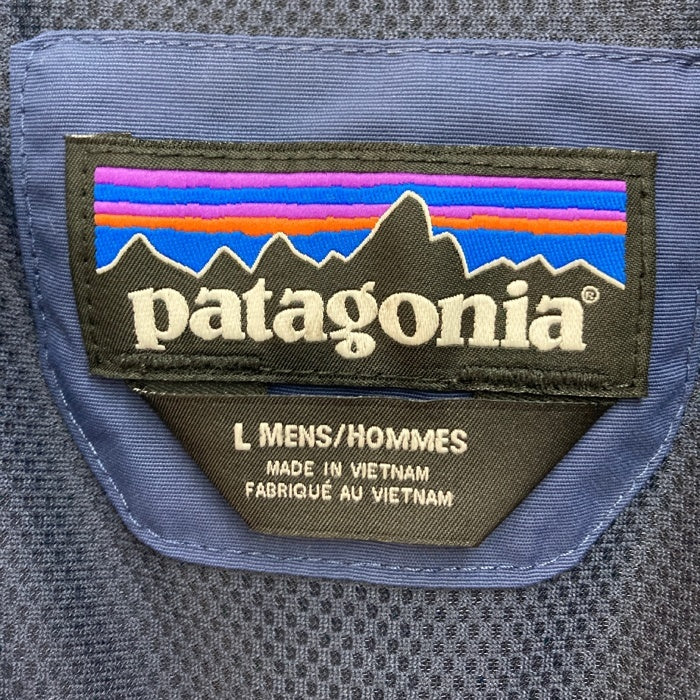 patagonia®
L MENS/HOMMES
MADE IN VIETNAM
FABRIQUÉ AU VIETNAM